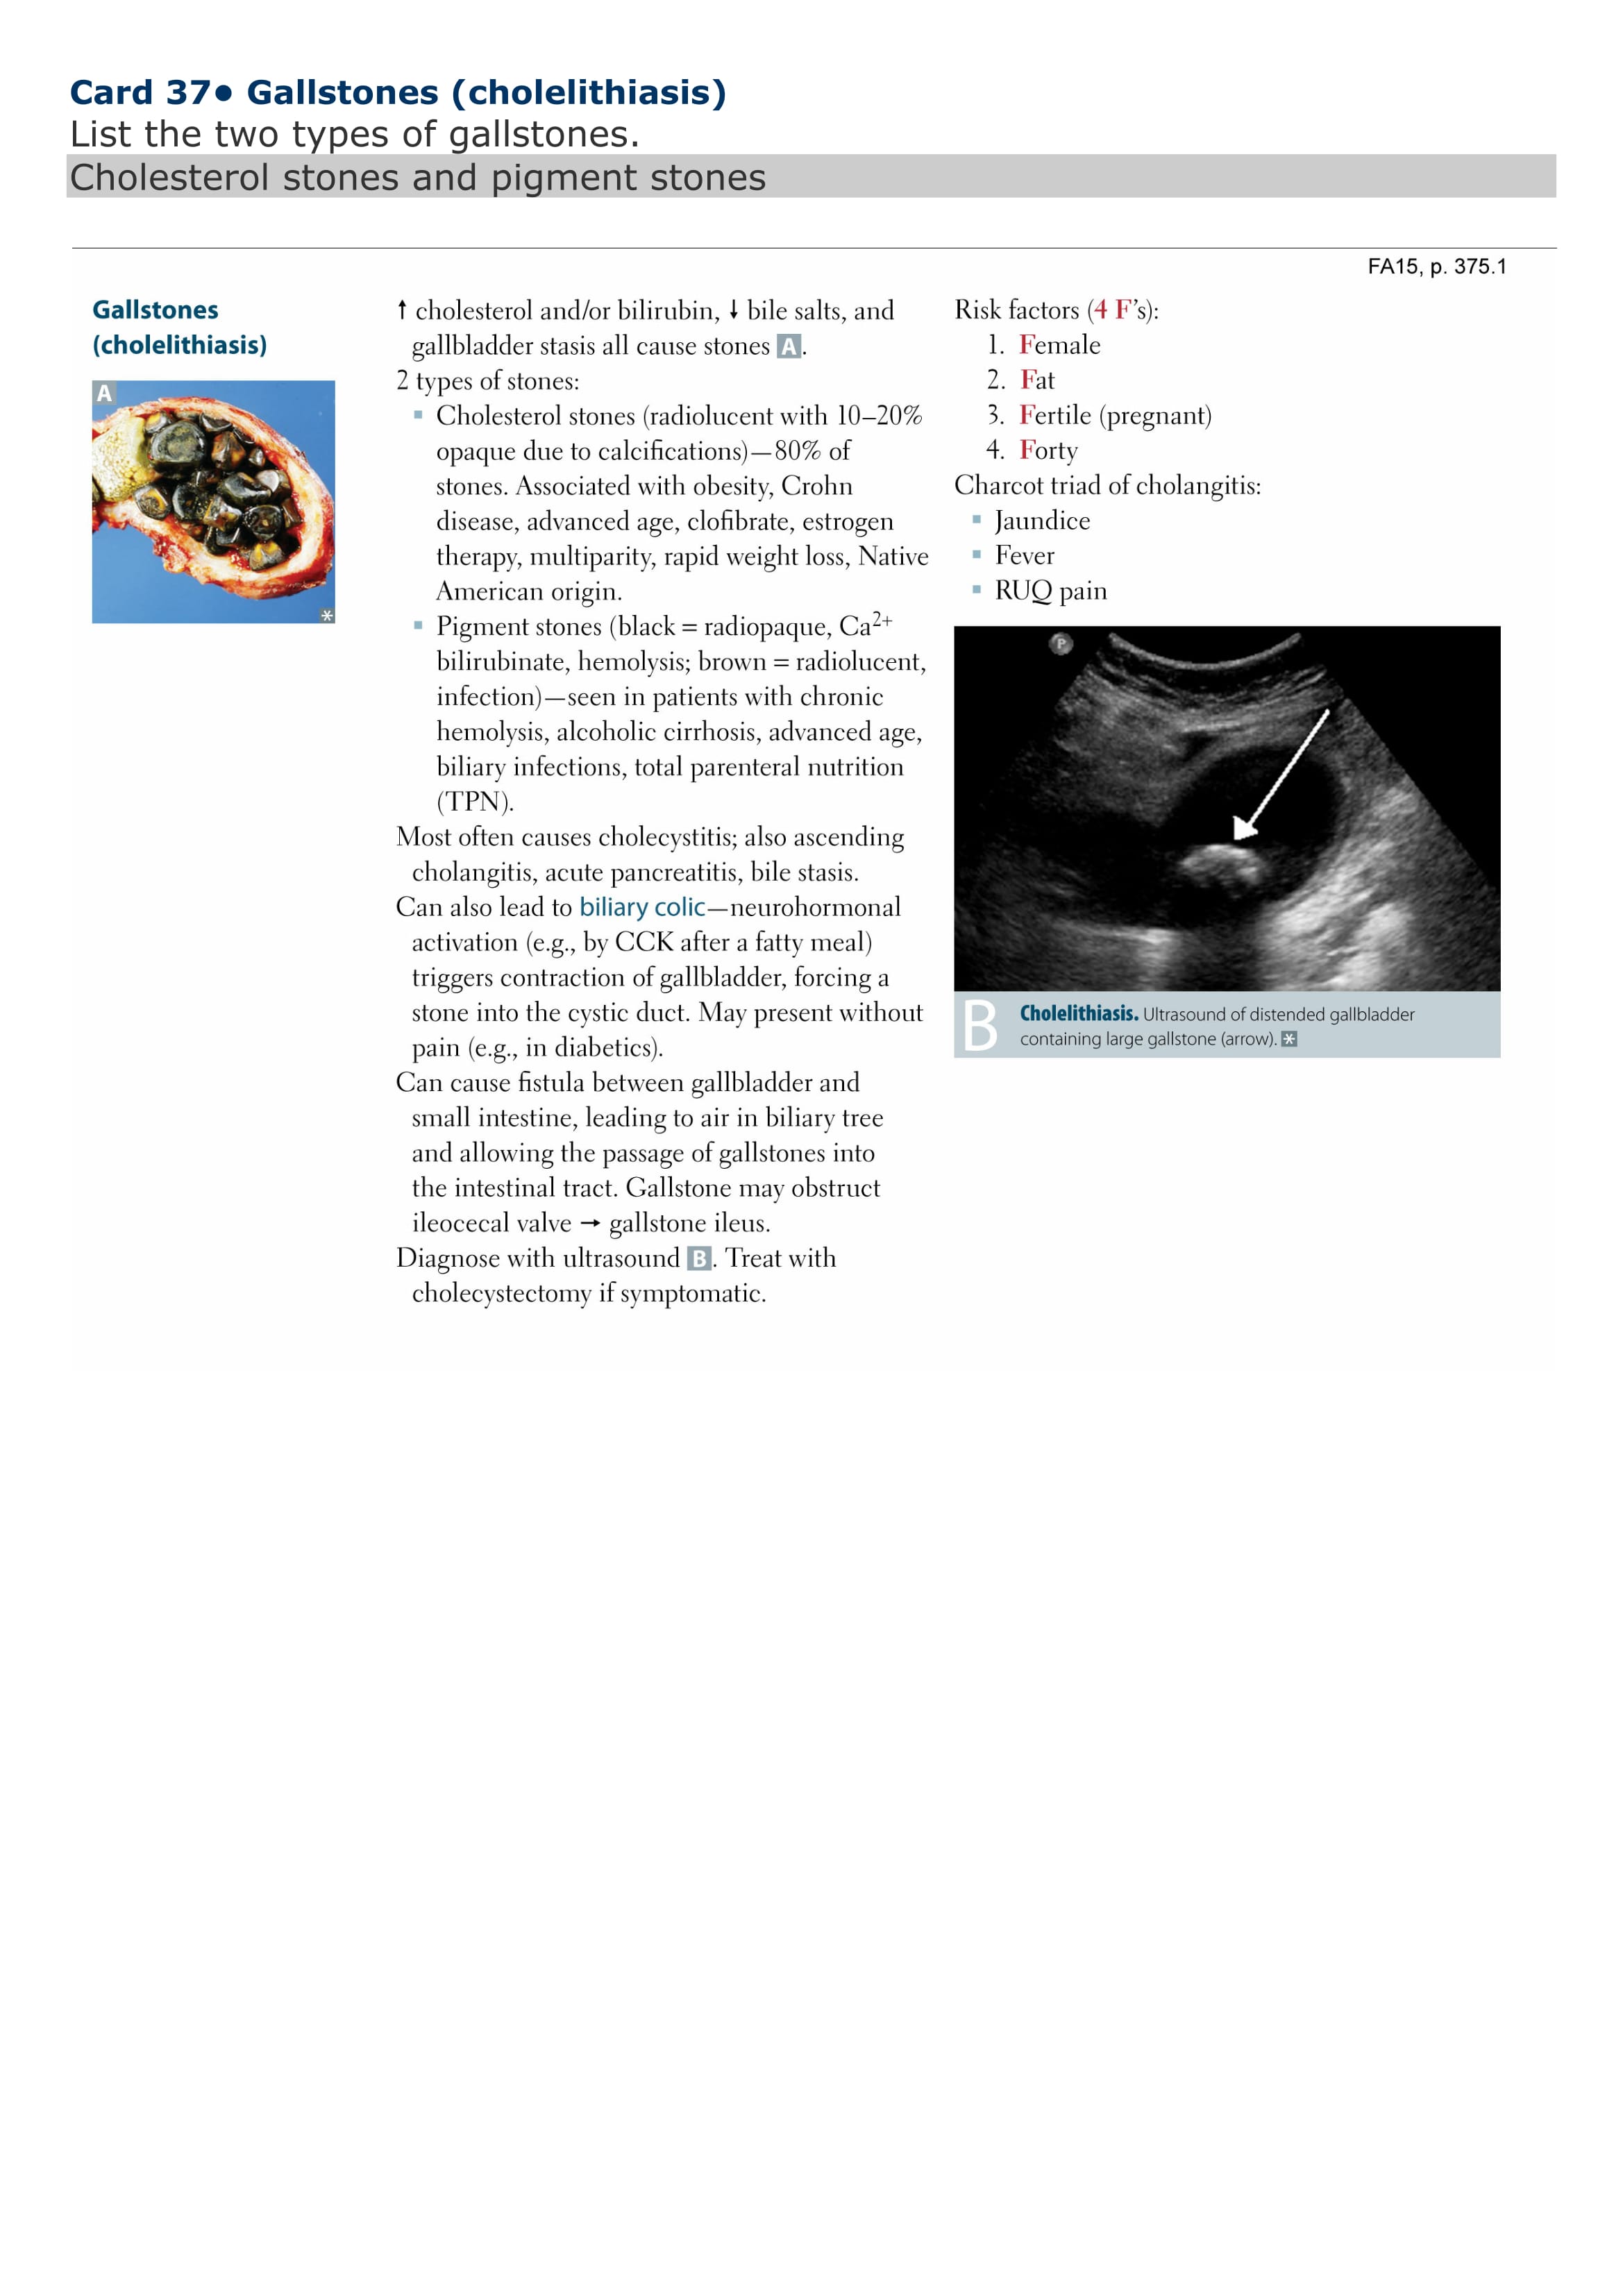 Card 37● Gallstones (cholelithiasis)
List the two types of gallstones.
Cholesterol stones and pigment stones
FA15, p. 375.1
Gallstones
(cholelithiasis)
A
*
↑ cholesterol and/or bilirubin, ↓ bile salts, and
gallbladder stasis all cause stones A.
2 types of stones:
▪ Cholesterol stones (radiolucent with 10–20%
opaque due to calcifications)—80% of
stones. Associated with obesity, Crohn
disease, advanced age, clofibrate, estrogen
therapy, multiparity, rapid weight loss, Native
American origin.
▪ Pigment stones (black = radiopaque, Ca²⁺
bilirubinate, hemolysis; brown = radiolucent,
infection)—seen in patients with chronic
hemolysis, alcoholic cirrhosis, advanced age,
biliary infections, total parenteral nutrition
(TPN).
Most often causes cholecystitis; also ascending
cholangitis, acute pancreatitis, bile stasis.
Can also lead to biliary colic—neurohormonal
activation (e.g., by CCK after a fatty meal)
triggers contraction of gallbladder, forcing a
stone into the cystic duct. May present without
pain (e.g., in diabetics).
Can cause fistula between gallbladder and
small intestine, leading to air in biliary tree
and allowing the passage of gallstones into
the intestinal tract. Gallstone may obstruct
ileocecal valve → gallstone ileus.
Diagnose with ultrasound B. Treat with
cholecystectomy if symptomatic.
Risk factors (4 F's):
1. Female
2. Fat
3. Fertile (pregnant)
4. Forty
Charcot triad of cholangitis:
▪ Jaundice
▪ Fever
▪ RUQ pain
P
B
Cholelithiasis. Ultrasound of distended gallbladder
containing large gallstone (arrow). *